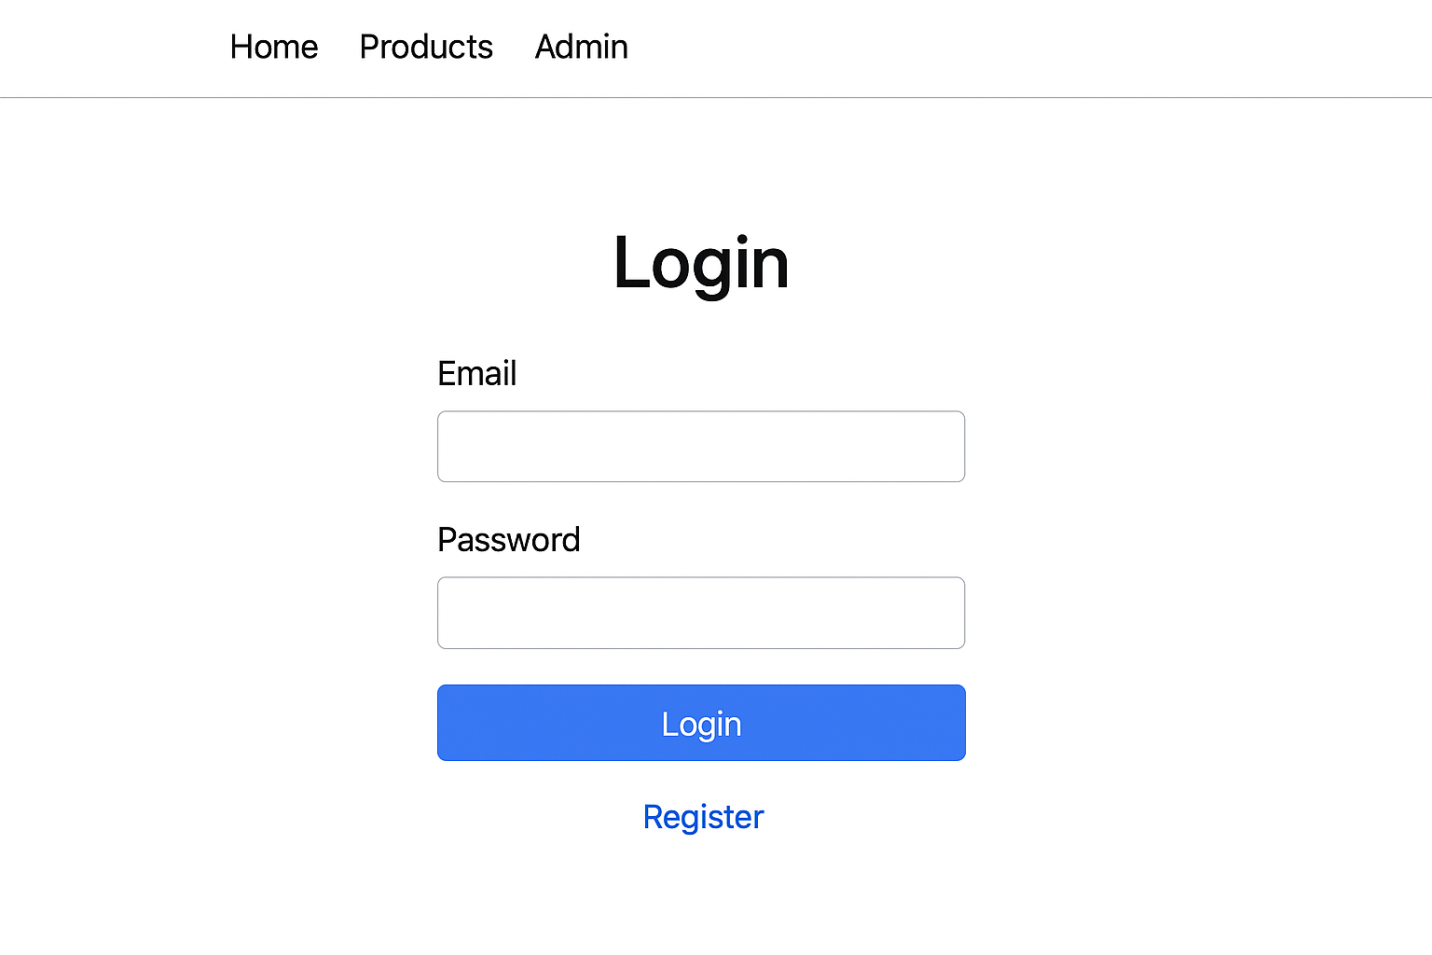 Home Products Admin
Login
Email
Password
Login
Register